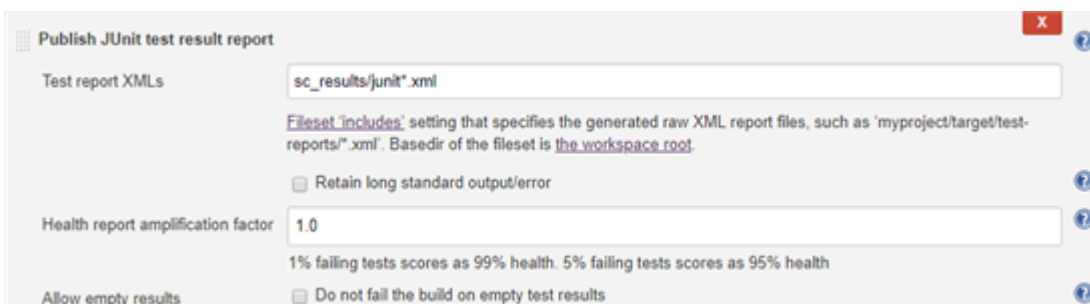 X
Publish JUnit test result report
Test report XMLs
sc_results/junit*.xml
Fileset 'includes' setting that specifies the generated raw XML report files, such as 'myproject/target/test-
reports/*.xml'. Basedir of the fileset is the workspace root.
Retain long standard output/error
Health report amplification factor
1.0
1% failing tests scores as 99% health. 5% failing tests scores as 95% health
Allow empty results
Do not fail the build on empty test results